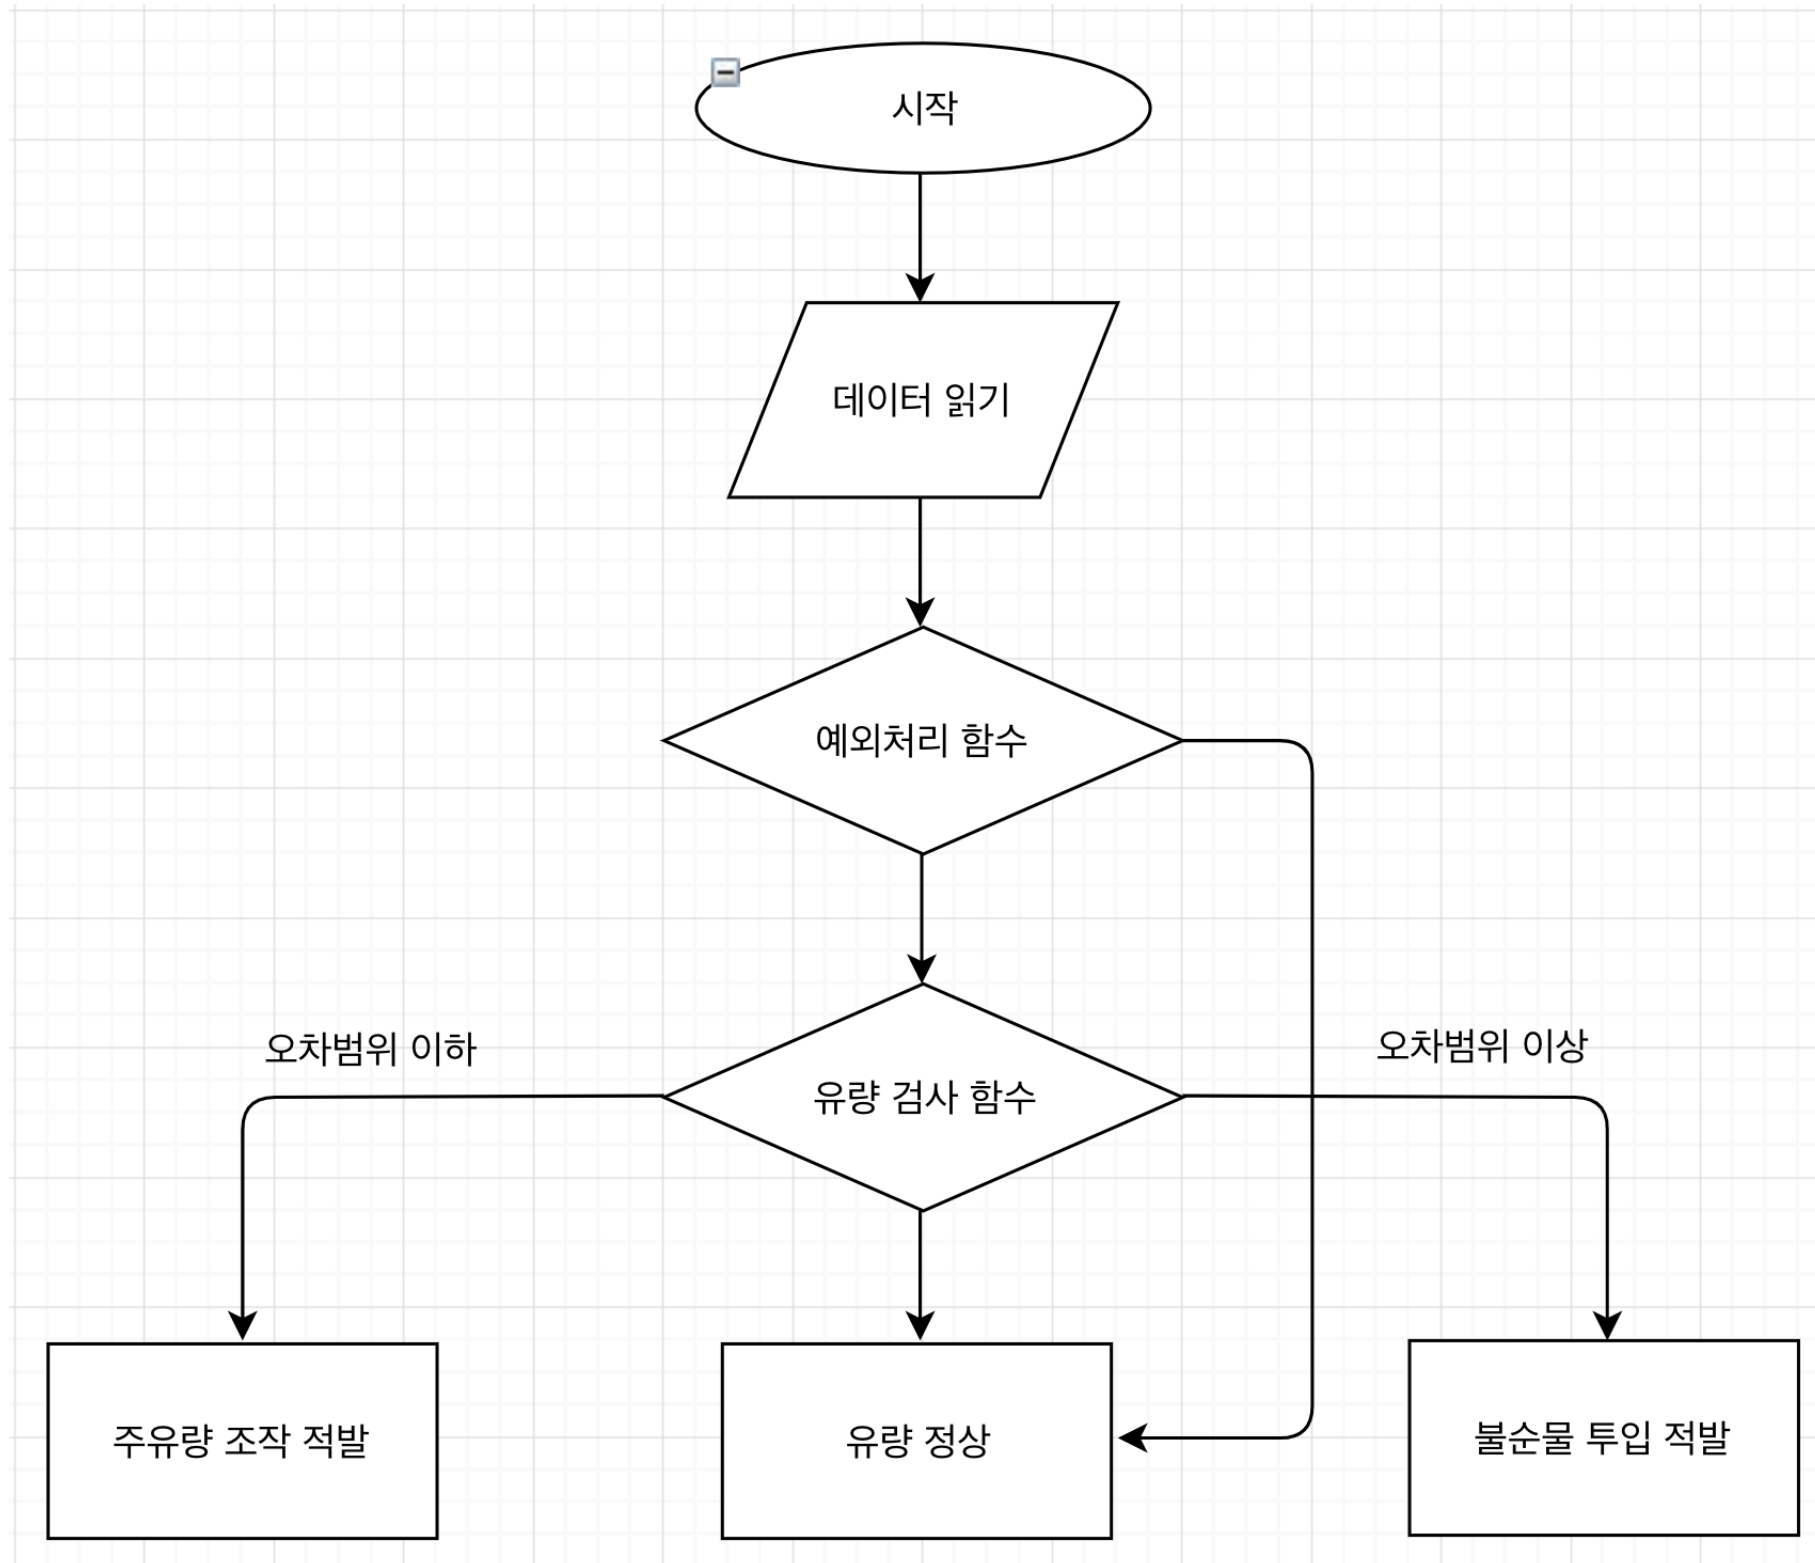 시작
데이터 읽기
예외처리 함수
오차범위 이하
유량 검사 함수
오차범위 이상
주유량 조작 적발
유량 정상
불순물 투입 적발